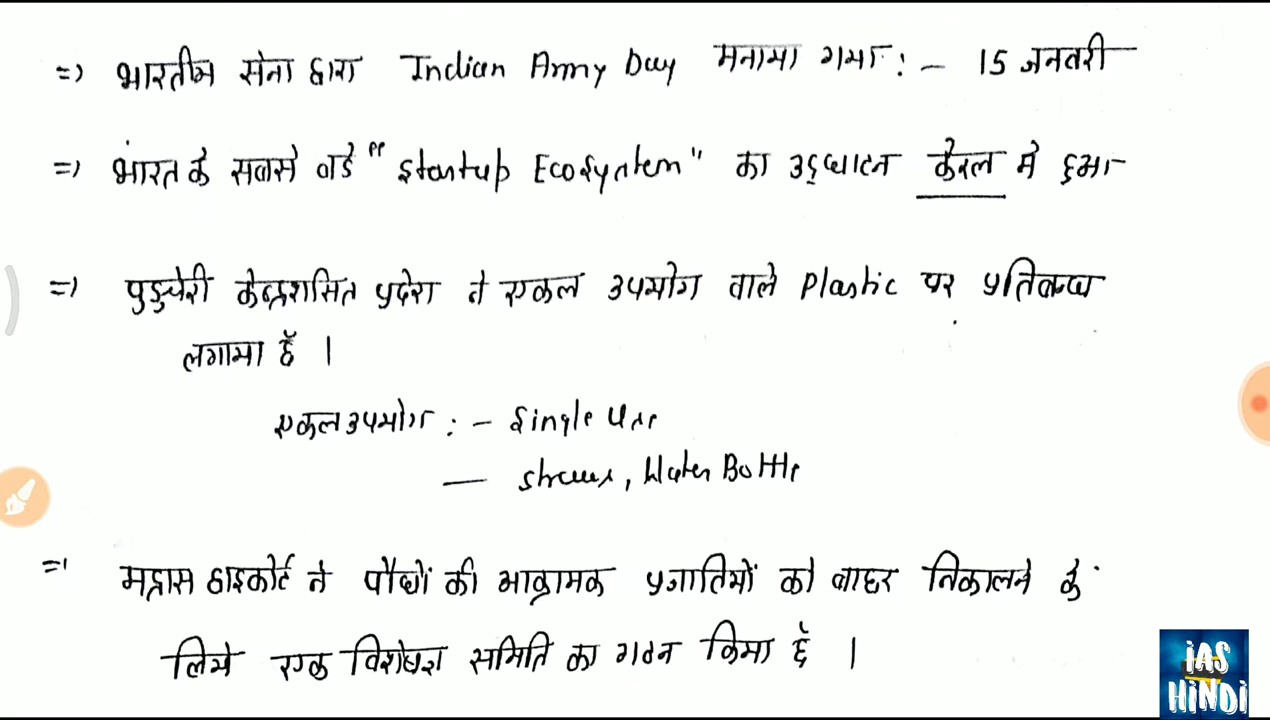 => भारतीय सेना द्वारा Indian Army Day मनाया गया :- 15 जनवरी
=> भारत के सबसे बडे "Startup Ecosystem" का उद्घाटन केरल मे हुआ
=> पुडुचेरी केन्द्रशासित प्रदेश ने एकल उपयोग वाले Plastic पर प्रतिबन्ध
लगाया है ।
एकल उपयोग :- Single Use
— Straws, Water Bottle
=> मद्रास हाइकोर्ट ने पौधों की आक्रामक प्रजातियों को बाहर निकालने के
लिये एक विशेषज्ञ समिति का गठन किया है ।
iAS
HiNDi